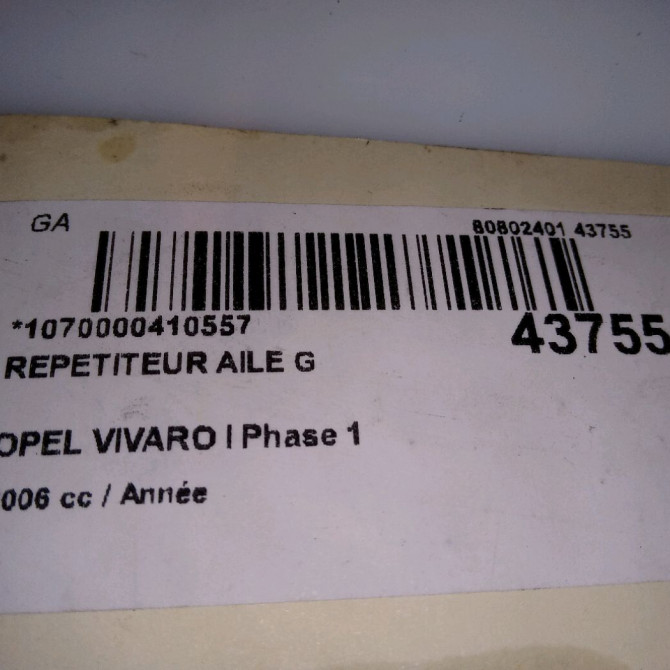 GA
80802401 43755
*1070000410557
43755
REPETITEUR AILE G
OPEL VIVARO I Phase 1
006 cc / Année